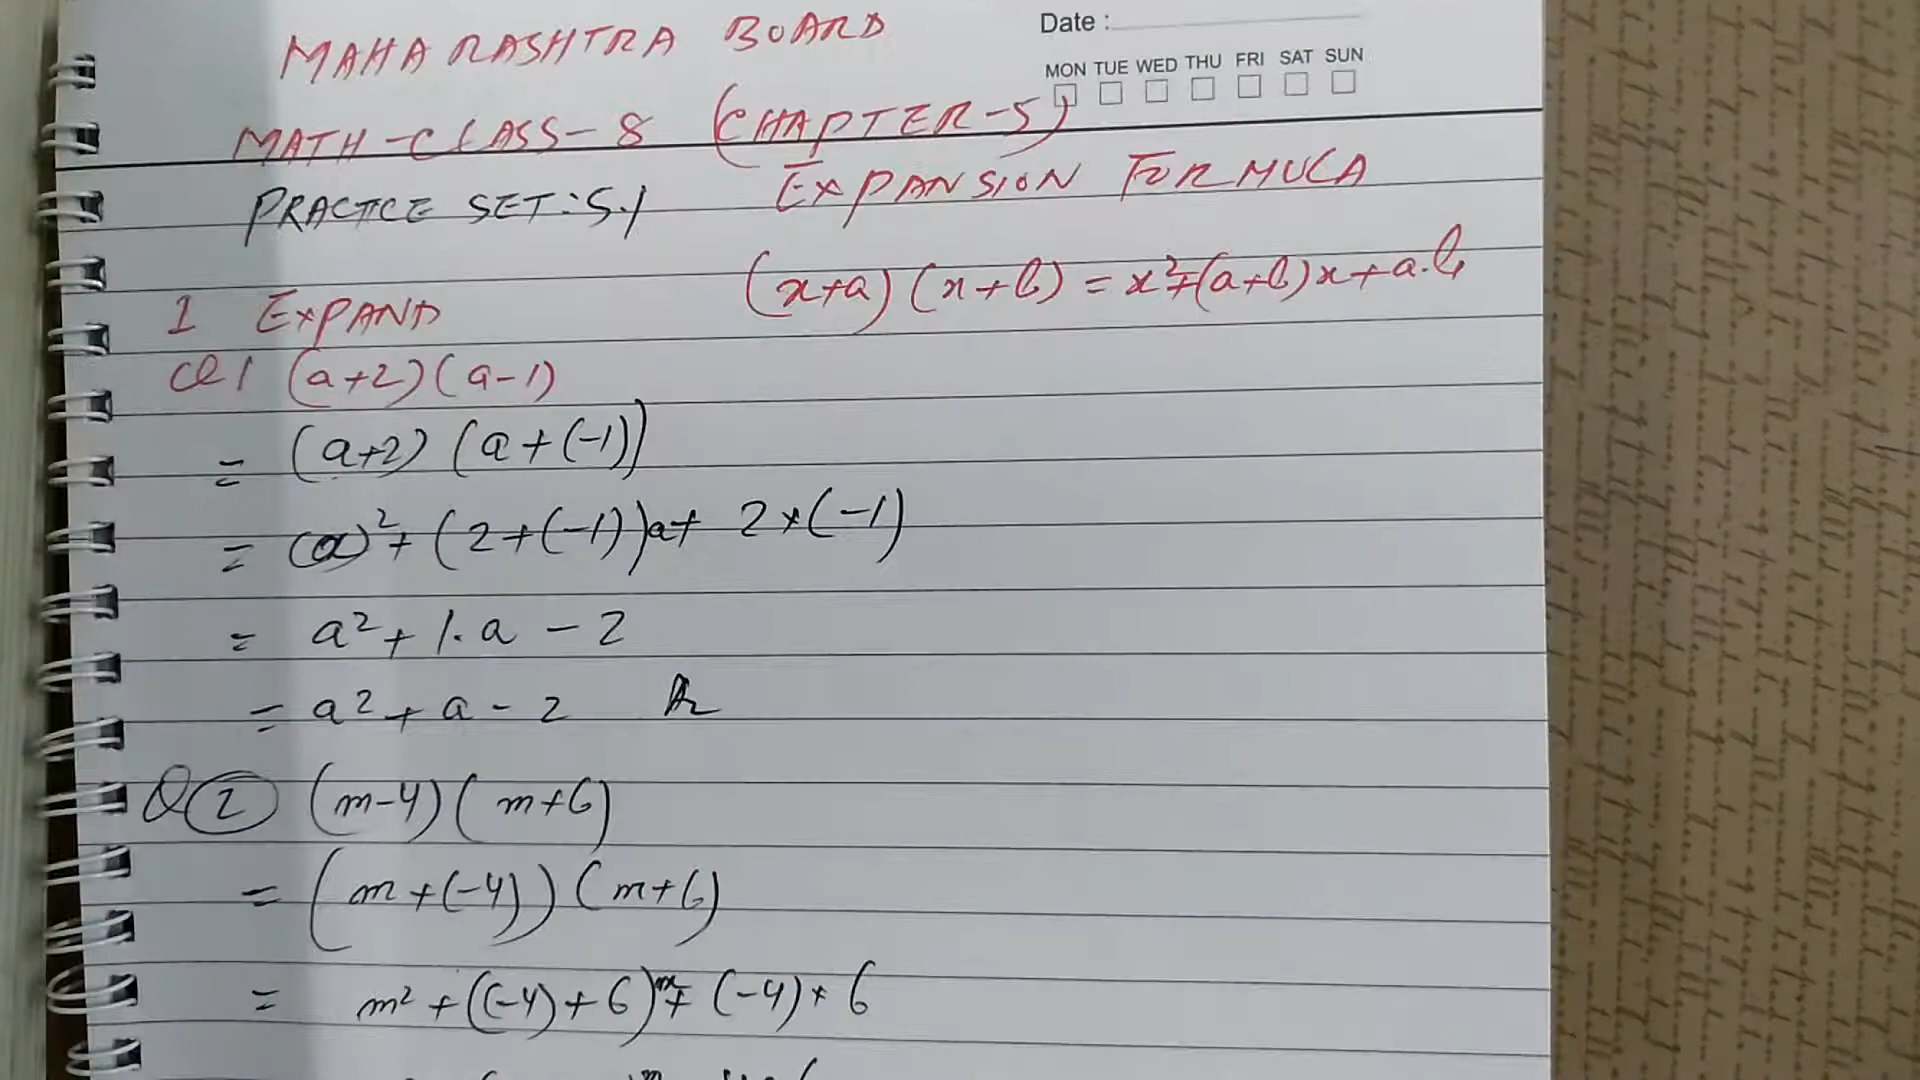 MAHARASHTRA BOARD
Date :
MON TUE WED THU FRI SAT SUN
MATH-CLASS-8 (CHAPTER-5)
PRACTICE SET:5.1 EXPANSION FORMULA
(x+a) (x+b) = x²+(a+b)x+a.b
1 EXPAND
Q1 (a+2)(a-1)
= (a+2) (a+(-1))
= (a)²+(2+(-1))a+ 2×(-1)
= a²+1.a-2
= a²+a-2
Q2 (m-4)(m+6)
= (m+(-4))(m+6)
= m²+((-4)+6)m+(-4)×6